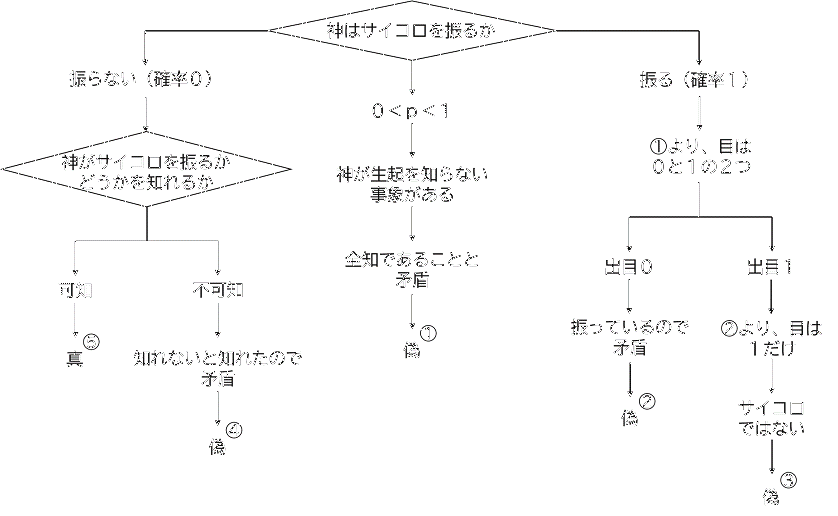 神はサイコロを振るか
振らない（確率０）
神がサイコロを振るか
どうかを知れるか
可知
真
⑤
不可知
知れないと知れたので
矛盾
偽
④
０＜ｐ＜１
神が生起を知らない
事象がある
全知であることと
矛盾
偽
①
振る（確率１）
①より、目は
０と１の２つ
出目０
振っているので
矛盾
偽
②
出目１
②より、目は
１だけ
サイコロ
ではない
偽
③